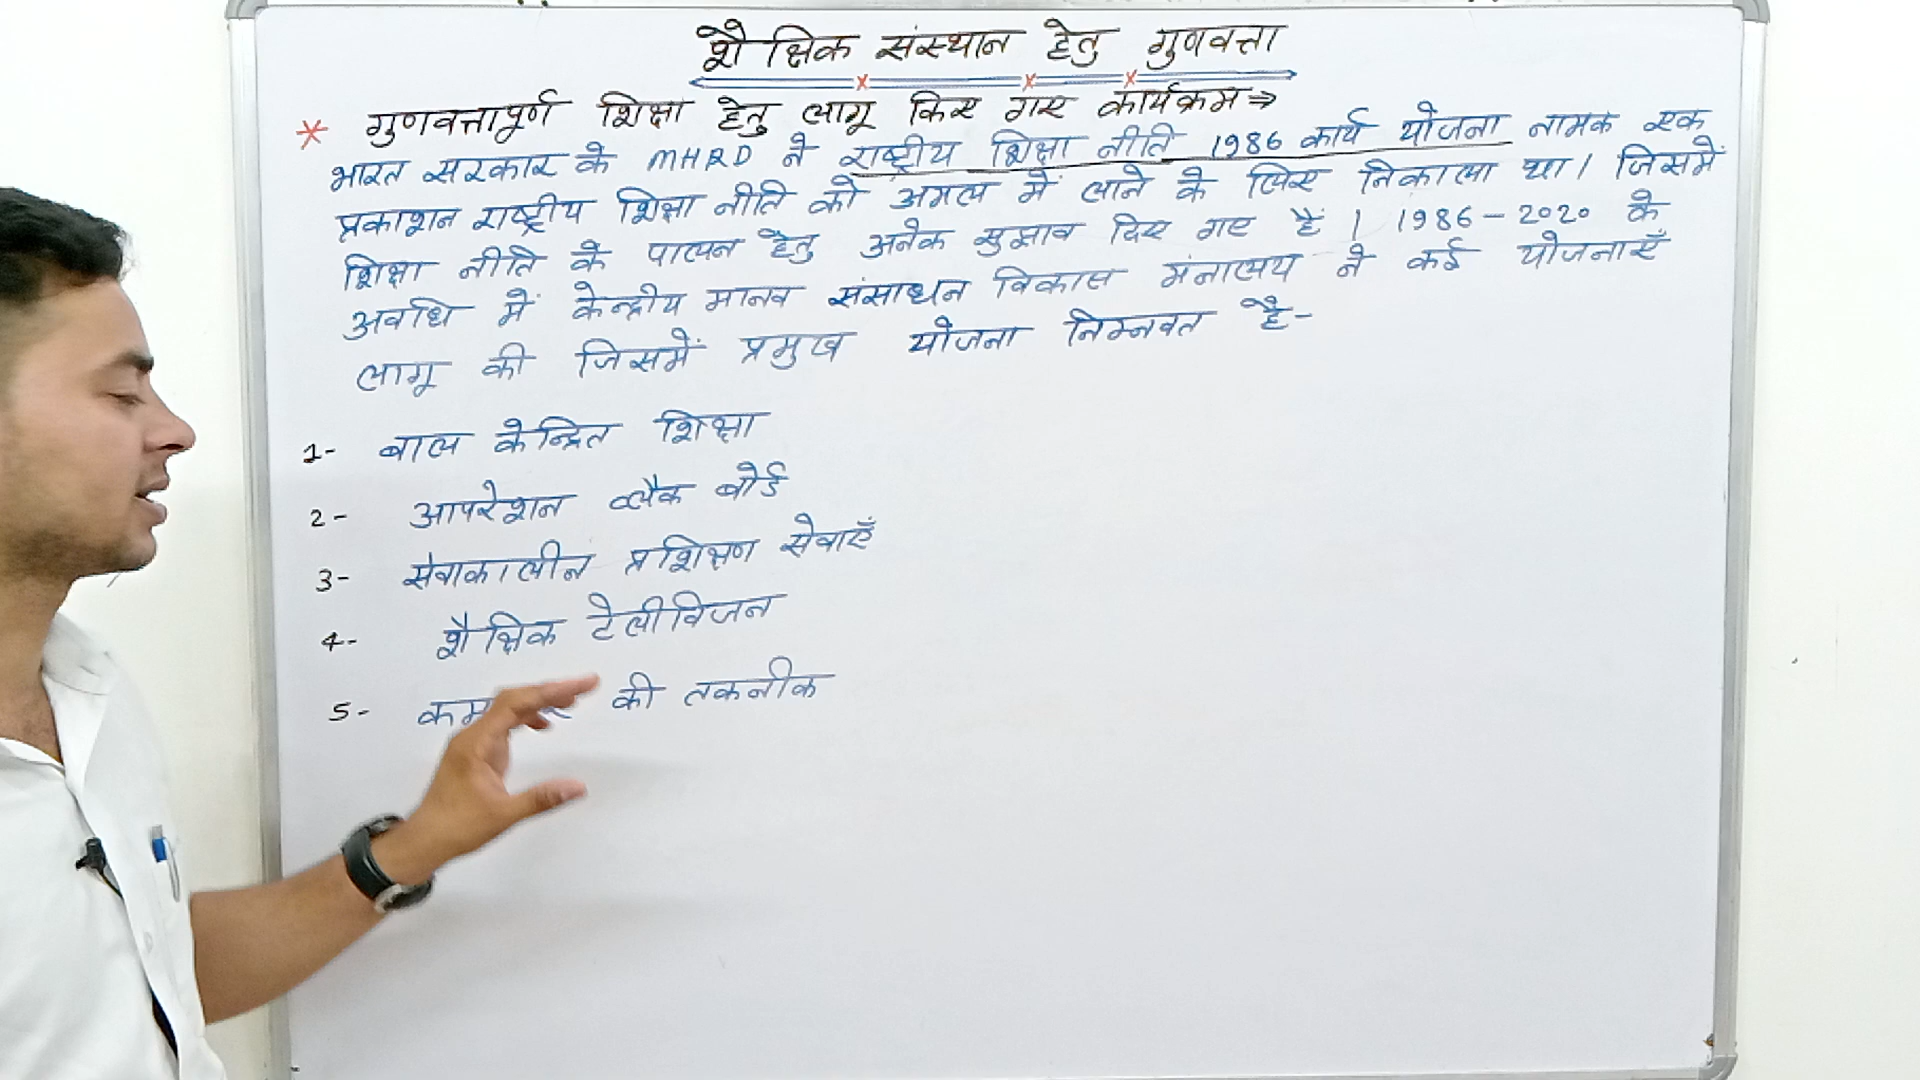 शैक्षिक संस्थान हेतु गुणवत्ता
* गुणवत्तापूर्ण शिक्षा हेतु लागू किए गए कार्यक्रम ⇒
भारत सरकार के MHRD ने राष्ट्रीय शिक्षा नीति 1986 कार्य योजना नामक एक
प्रकाशन राष्ट्रीय शिक्षा नीति को अमल में लाने के लिए निकाला था। जिसमें
शिक्षा नीति के पालन हेतु अनेक सुझाव दिए गए हैं। 1986-2020 के
अवधि में केन्द्रीय मानव संसाधन विकास मंत्रालय ने कई योजनाएँ
लागू की जिसमें प्रमुख योजना निम्नवत है-
1- बाल केन्द्रित शिक्षा
2- आपरेशन ब्लैक बोर्ड
3- सेवाकालीन प्रशिक्षण सेवाएँ
4- शैक्षिक टेलीविजन
5- की तकनीक